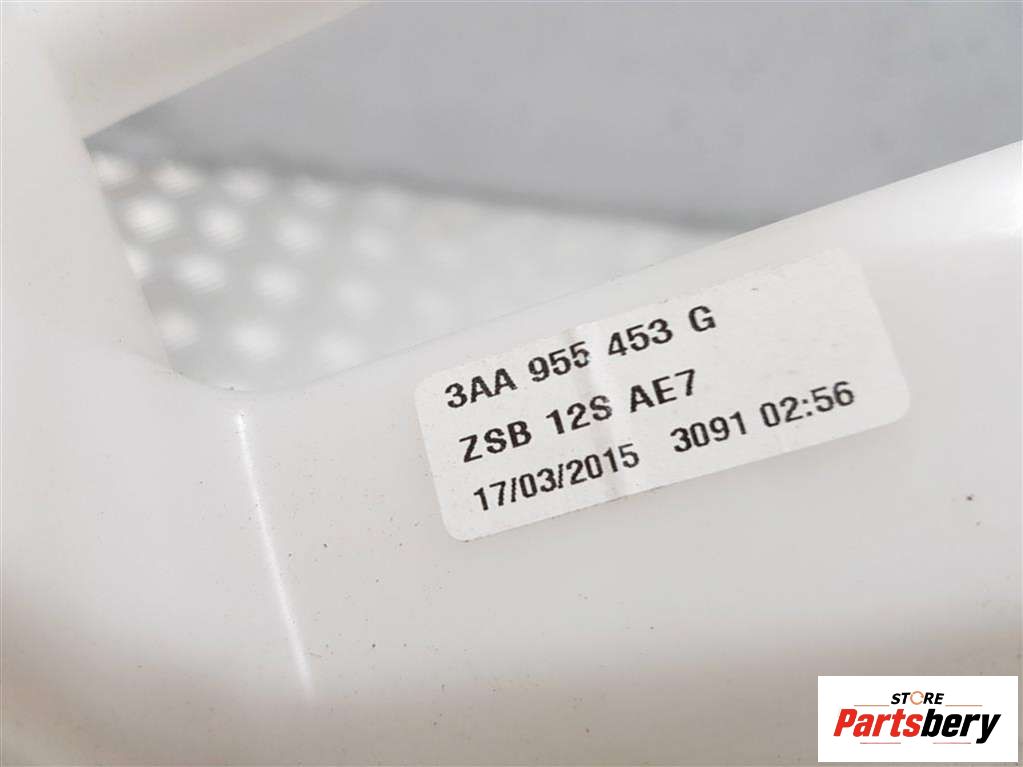 3AA 955 453 G
ZSB 12S AE7
17/03/2015 3091 02:56
STORE
Partsbery